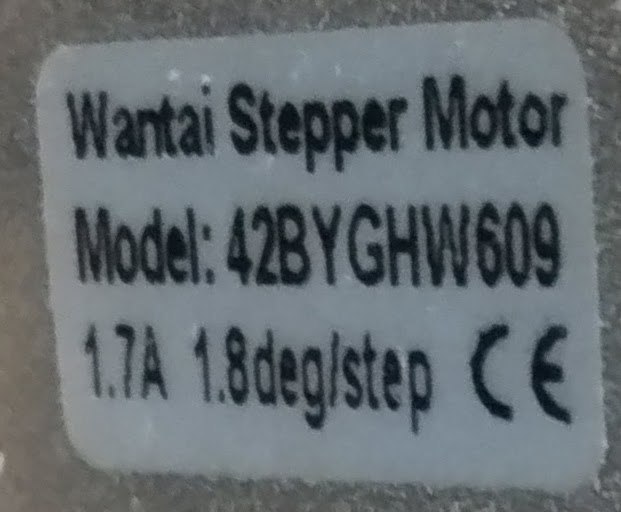 Wantai Stepper Motor
Model: 42BYGHW609
1.7A 1.8deg/step CE